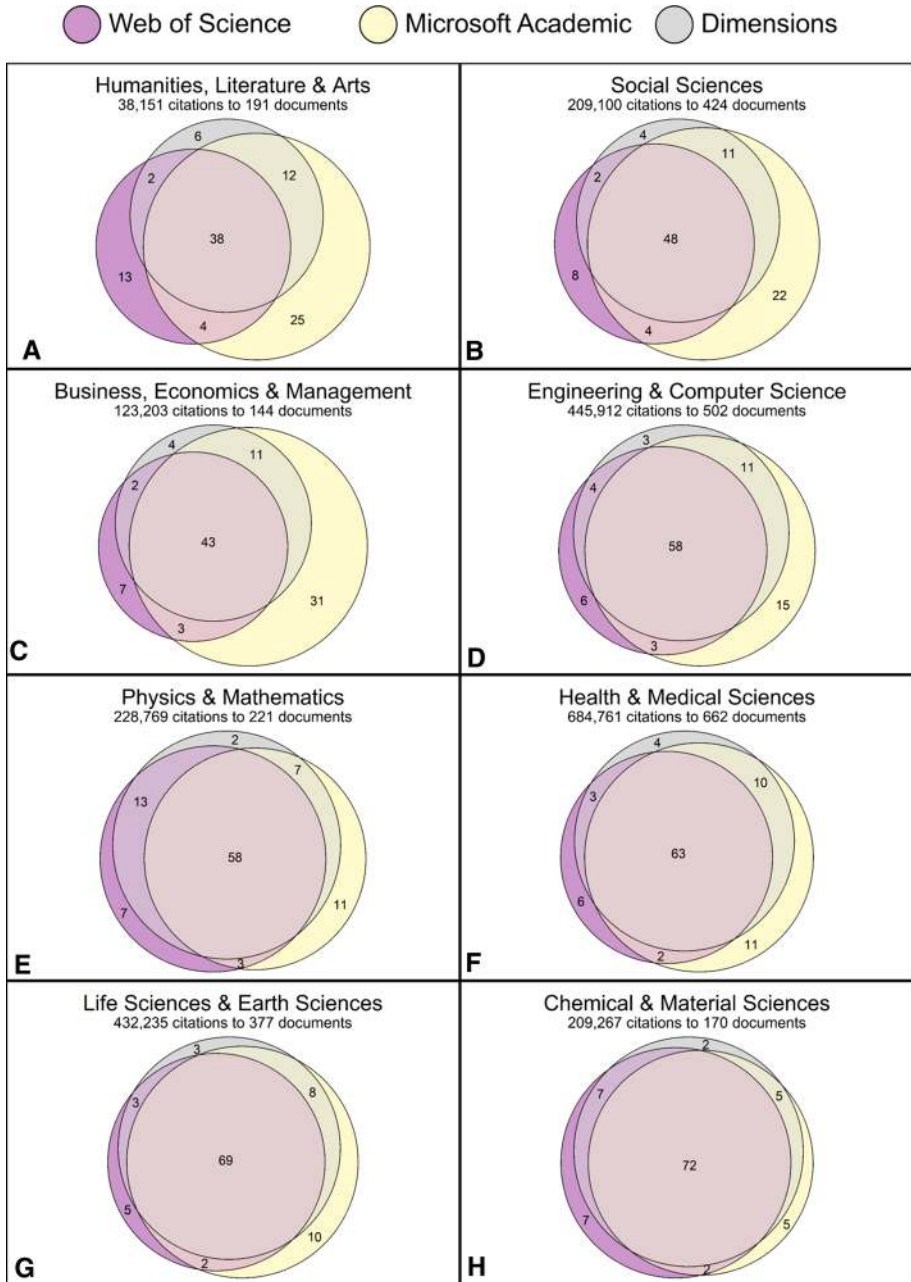 Web of Science Microsoft Academic Dimensions
Humanities, Literature & Arts
38,151 citations to 191 documents
6
2
12
38
13
25
4
A
Social Sciences
209,100 citations to 424 documents
4
11
2
48
8
22
4
B
Business, Economics & Management
123,203 citations to 144 documents
4
11
2
43
7
31
3
C
Engineering & Computer Science
445,912 citations to 502 documents
3
11
4
58
6
15
3
D
Physics & Mathematics
228,769 citations to 221 documents
2
7
13
58
7
11
3
E
Health & Medical Sciences
684,761 citations to 662 documents
4
10
3
63
6
11
2
F
Life Sciences & Earth Sciences
432,235 citations to 377 documents
3
8
3
69
5
10
2
G
Chemical & Material Sciences
209,267 citations to 170 documents
2
7
5
72
7
5
2
H